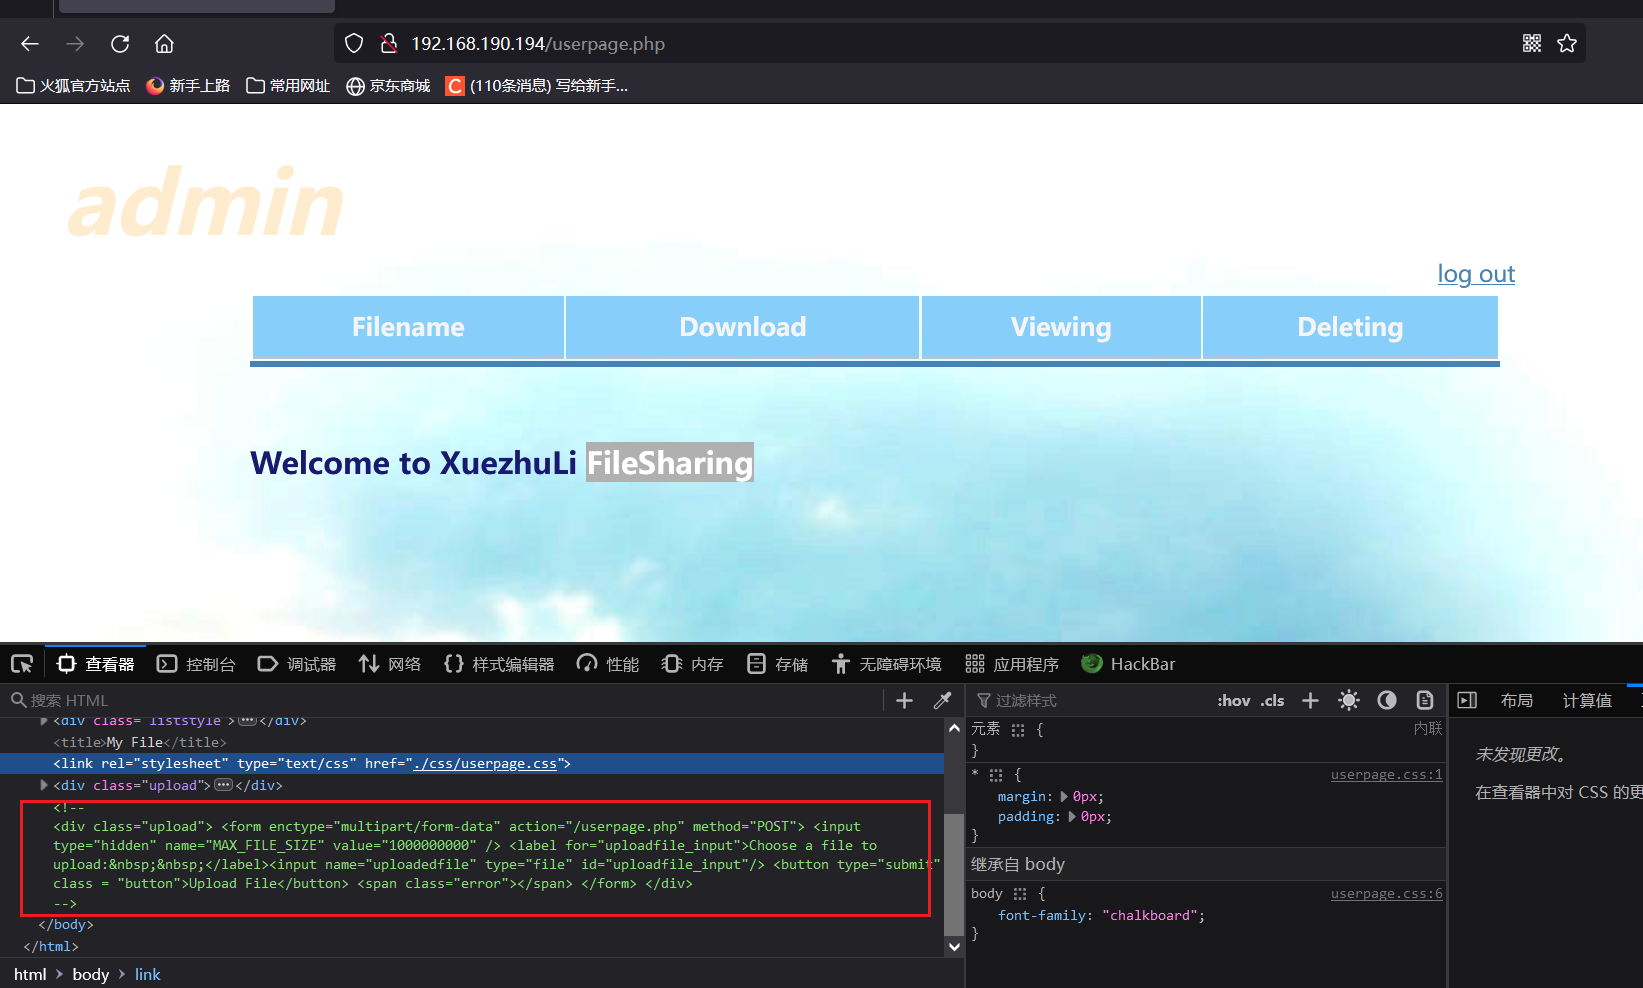 192.168.190.194/userpage.php
火狐官方站点 新手上路 常用网址 京东商城 C (110条消息) 写给新手...
admin
log out
Filename Download Viewing Deleting
Welcome to XuezhuLi FileSharing
查看器 控制台 调试器 网络 样式编辑器 性能 内存 存储 无障碍环境 应用程序 HackBar
搜索 HTML
过滤样式 :hov .cls
布局 计算值
<div class="liststyle"></div>
<title>My File</title>
<link rel="stylesheet" type="text/css" href="./css/userpage.css">
<div class="upload"></div>
<!--
<div class="upload"> <form enctype="multipart/form-data" action="/userpage.php" method="POST"> <input
type="hidden" name="MAX_FILE_SIZE" value="1000000000" /> <label for="uploadfile_input">Choose a file to
upload:&nbsp;&nbsp;</label><input name="uploadedfile" type="file" id="uploadfile_input"/> <button type="submit"
class = "button">Upload File</button> <span class="error"></span> </form> </div>
-->
</body>
</html>
html > body > link
元素 { 内联
}
* { userpage.css:1
margin: 0px;
padding: 0px;
}
继承自 body
body { userpage.css:6
font-family: "chalkboard";
}
未发现更改。
在查看器中对 CSS 的更